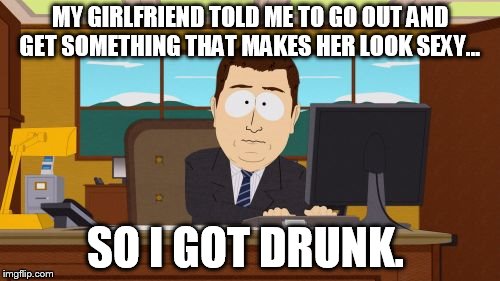 MY GIRLFRIEND TOLD ME TO GO OUT AND
GET SOMETHING THAT MAKES HER LOOK SEXY...
SO I GOT DRUNK.
imgflip.com